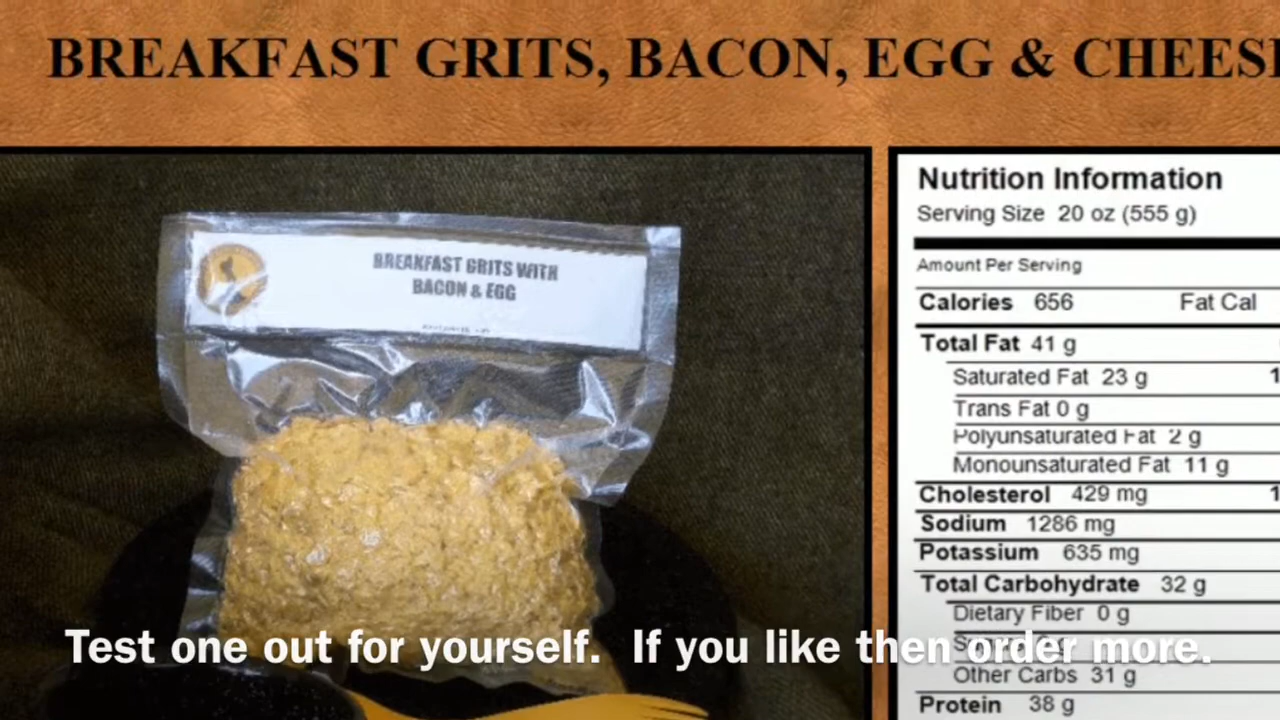 BREAKFAST GRITS, BACON, EGG & CHEES
BREAKFAST GRITS WITH
BACON & EGG
Nutrition Information
Serving Size 20 oz (555 g)
Amount Per Serving
Calories 656 Fat Cal
Total Fat 41 g
Saturated Fat 23 g 1
Trans Fat 0 g
Polyunsaturated Fat 2 g
Monounsaturated Fat 11 g
Cholesterol 429 mg 1
Sodium 1286 mg
Potassium 635 mg
Total Carbohydrate 32 g
Dietary Fiber 0 g
Other Carbs 31 g
Protein 38 g
Test one out for yourself. If you like then order more.